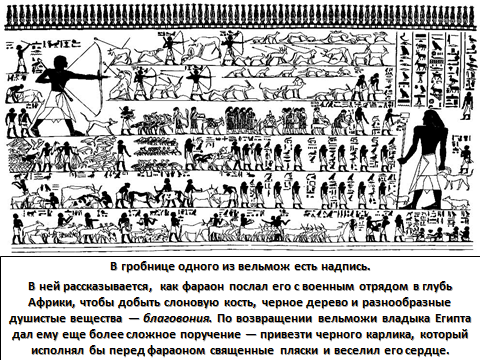 В гробнице одного из вельмож есть надпись.
В ней рассказывается, как фараон послал его с военным отрядом в глубь
Африки, чтобы добыть слоновую кость, черное дерево и разнообразные
душистые вещества — благовония. По возвращении вельможи владыка Египта
дал ему еще более сложное поручение — привезти черного карлика, который
исполнял бы перед фараоном священные пляски и веселил его сердце.